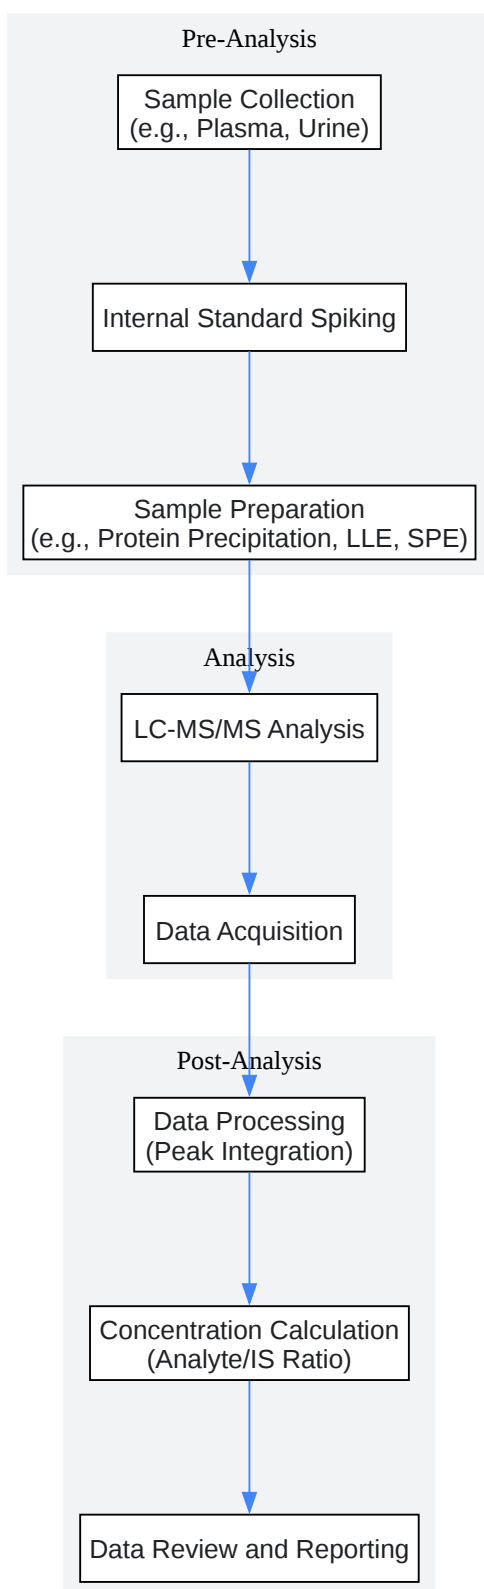 Pre-Analysis
Sample Collection
(e.g., Plasma, Urine)
Internal Standard Spiking
Sample Preparation
(e.g., Protein Precipitation, LLE, SPE)
Analysis
LC-MS/MS Analysis
Data Acquisition
Post-Analysis
Data Processing
(Peak Integration)
Concentration Calculation
(Analyte/IS Ratio)
Data Review and Reporting